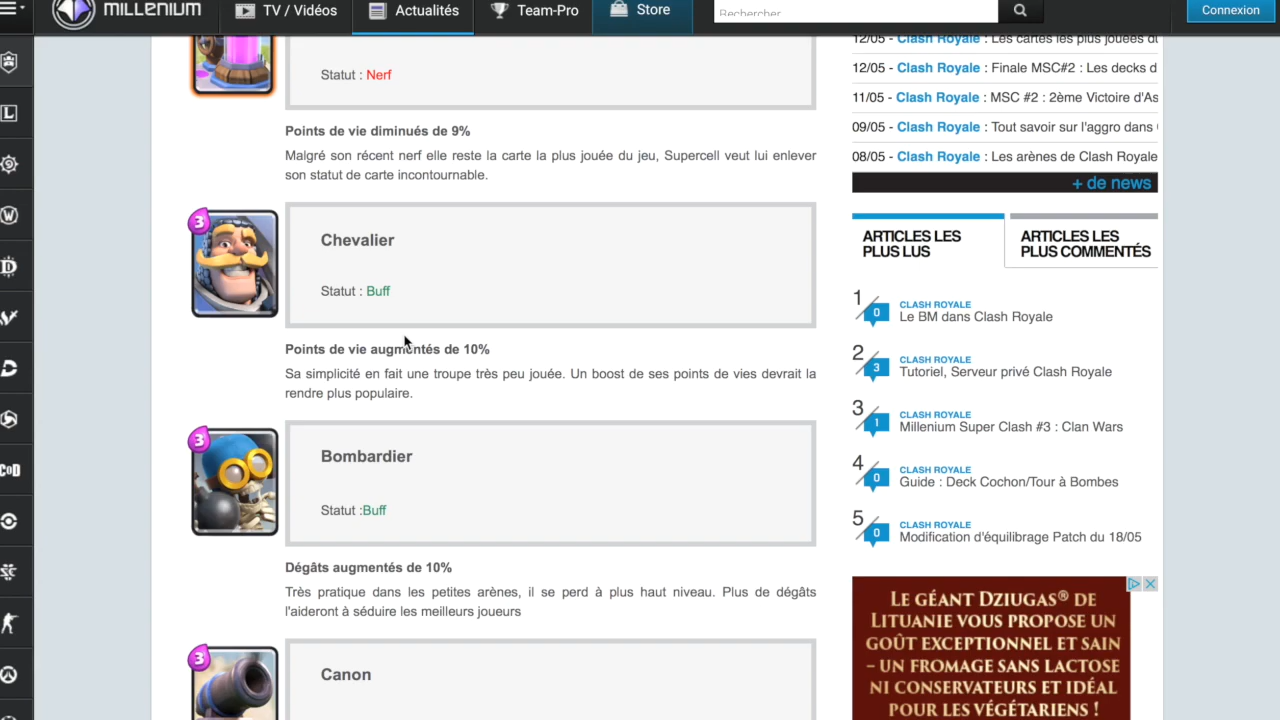 MILLENIUM
TV / Vidéos
Actualités
Team-Pro
Store
Rechercher
Connexion
Statut : Nerf
Points de vie diminués de 9%
Malgré son récent nerf elle reste la carte la plus jouée du jeu, Supercell veut lui enlever
son statut de carte incontournable.
3
Chevalier
Statut : Buff
Points de vie augmentés de 10%
Sa simplicité en fait une troupe très peu jouée. Un boost de ses points de vies devrait la
rendre plus populaire.
3
Bombardier
Statut :Buff
Dégâts augmentés de 10%
Très pratique dans les petites arènes, il se perd à plus haut niveau. Plus de dégâts
l'aideront à séduire les meilleurs joueurs
3
Canon
12/05 - Clash Royale : Les cartes les plus jouées du
12/05 - Clash Royale : Finale MSC#2 : Les decks d
11/05 - Clash Royale : MSC #2 : 2ème Victoire d'As
09/05 - Clash Royale : Tout savoir sur l'aggro dans
08/05 - Clash Royale : Les arènes de Clash Royale
+ de news
ARTICLES LES
PLUS LUS
ARTICLES LES
PLUS COMMENTÉS
1
0
CLASH ROYALE
Le BM dans Clash Royale
2
3
CLASH ROYALE
Tutoriel, Serveur privé Clash Royale
3
1
CLASH ROYALE
Millenium Super Clash #3 : Clan Wars
4
0
CLASH ROYALE
Guide : Deck Cochon/Tour à Bombes
5
0
CLASH ROYALE
Modification d'équilibrage Patch du 18/05
LE GÉANT DZIUGAS® DE
LITUANIE VOUS PROPOSE UN
GOÛT EXCEPTIONNEL ET SAIN
– UN FROMAGE SANS LACTOSE
NI CONSERVATEURS ET IDÉAL
POUR LES VÉGÉTARIENS !
CoD